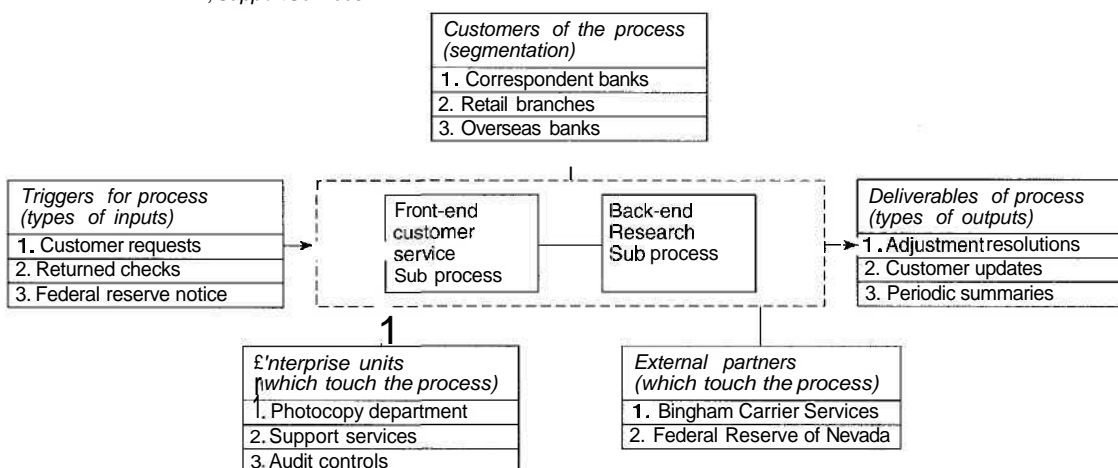 Customers of the process
(segmentation)
1. Correspondent banks
2. Retail branches
3. Overseas banks
Triggers for process
(types of inputs)
1. Customer requests
2. Returned checks
3. Federal reserve notice
Front-end
customer
service
Sub process
Back-end
Research
Sub process
Deliverables of process
(types of outputs)
1. Adjustment resolutions
2. Customer updates
3. Periodic summaries
1
£'nterprise units
(which touch the process)
1. Photocopy department
2. Support services
3. Audit controls
External partners
(which touch the process)
1. Bingham Carrier Services
2. Federal Reserve of Nevada